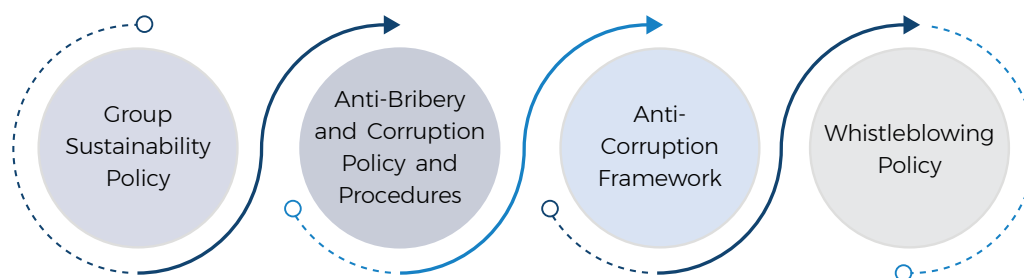 Group
Sustainability
Policy
Anti-Bribery
and Corruption
Policy and
Procedures
Anti-
Corruption
Framework
Whistleblowing
Policy